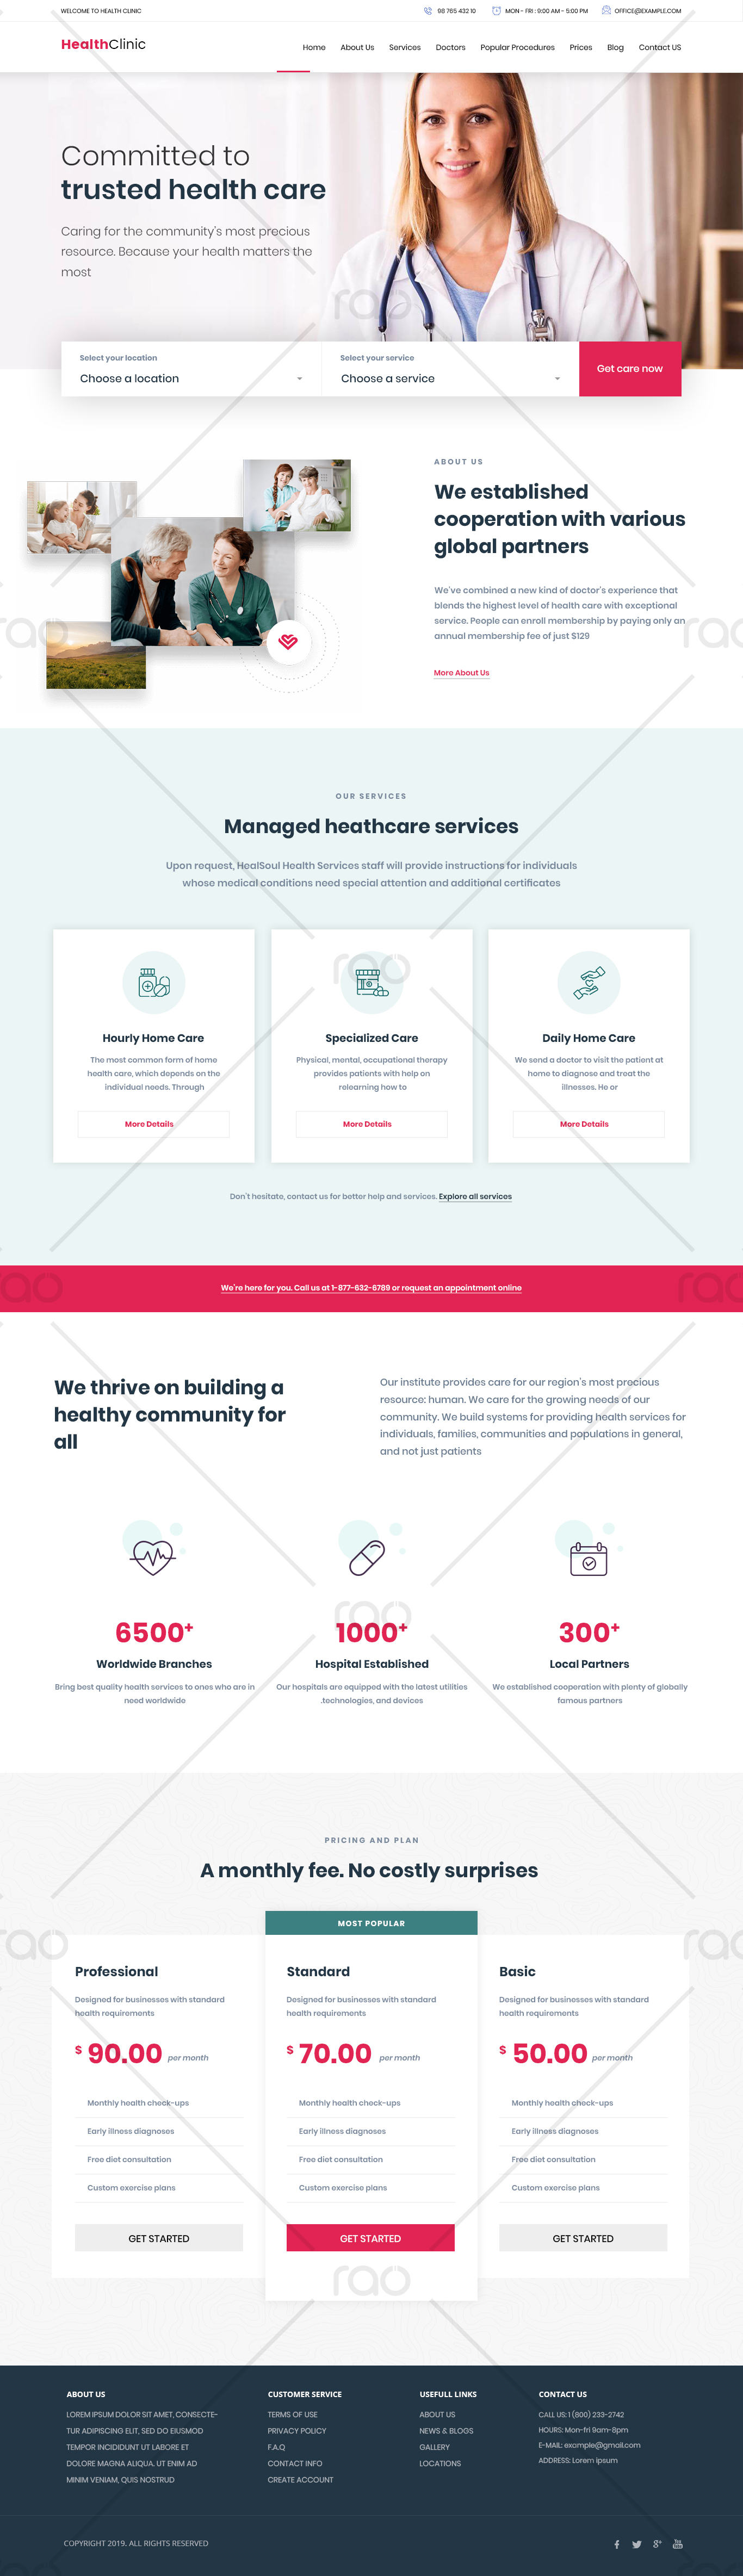 WELCOME TO HEALTH CLINIC
98 765 432 10
MON - FRI : 9:00 AM - 5:00 PM
OFFICE@EXAMPLE.COM
HealthClinic
Home
About Us
Services
Doctors
Popular Procedures
Prices
Blog
Contact US
Committed to
trusted health care
Caring for the community's most precious
resource. Because your health matters the
most
Select your location
Choose a location
Select your service
Choose a service
Get care now
ABOUT US
We established
cooperation with various
global partners
We've combined a new kind of doctor's experience that
blends the highest level of health care with exceptional
service. People can enroll membership by paying only an
annual membership fee of just $129
More About Us
OUR SERVICES
Managed heathcare services
Upon request, HealSoul Health Services staff will provide instructions for individuals
whose medical conditions need special attention and additional certificates
Hourly Home Care
The most common form of home
health care, which depends on the
individual needs. Through
More Details
Specialized Care
Physical, mental, occupational therapy
provides patients with help on
relearning how to
More Details
Daily Home Care
We send a doctor to visit the patient at
home to diagnose and treat the
illnesses. He or
More Details
Don't hesitate, contact us for better help and services. Explore all services
We're here for you. Call us at 1-877-632-6789 or request an appointment online
We thrive on building a
healthy community for
all
Our institute provides care for our region's most precious
resource: human. We care for the growing needs of our
community. We build systems for providing health services for
individuals, families, communities and populations in general,
and not just patients
6500+
Worldwide Branches
Bring best quality health services to ones who are in
need worldwide
1000+
Hospital Established
Our hospitals are equipped with the latest utilities
.technologies, and devices
300+
Local Partners
We established cooperation with plenty of globally
famous partners
PRICING AND PLAN
A monthly fee. No costly surprises
MOST POPULAR
Professional
Designed for businesses with standard
health requirements
$ 90.00 per month
Monthly health check-ups
Early illness diagnoses
Free diet consultation
Custom exercise plans
GET STARTED
Standard
Designed for businesses with standard
health requirements
$ 70.00 per month
Monthly health check-ups
Early illness diagnoses
Free diet consultation
Custom exercise plans
GET STARTED
Basic
Designed for businesses with standard
health requirements
$ 50.00 per month
Monthly health check-ups
Early illness diagnoses
Free diet consultation
Custom exercise plans
GET STARTED
ABOUT US
LOREM IPSUM DOLOR SIT AMET, CONSECTE-
TUR ADIPISCING ELIT, SED DO EIUSMOD
TEMPOR INCIDIDUNT UT LABORE ET
DOLORE MAGNA ALIQUA. UT ENIM AD
MINIM VENIAM, QUIS NOSTRUD
CUSTOMER SERVICE
TERMS OF USE
PRIVACY POLICY
F.A.Q
CONTACT INFO
CREATE ACCOUNT
USEFULL LINKS
ABOUT US
NEWS & BLOGS
GALLERY
LOCATIONS
CONTACT US
CALL US: 1 (800) 233-2742
HOURS: Mon-fri 9am-8pm
E-MAIL: example@gmail.com
ADDRESS: Lorem ipsum
COPYRIGHT 2019. ALL RIGHTS RESERVED